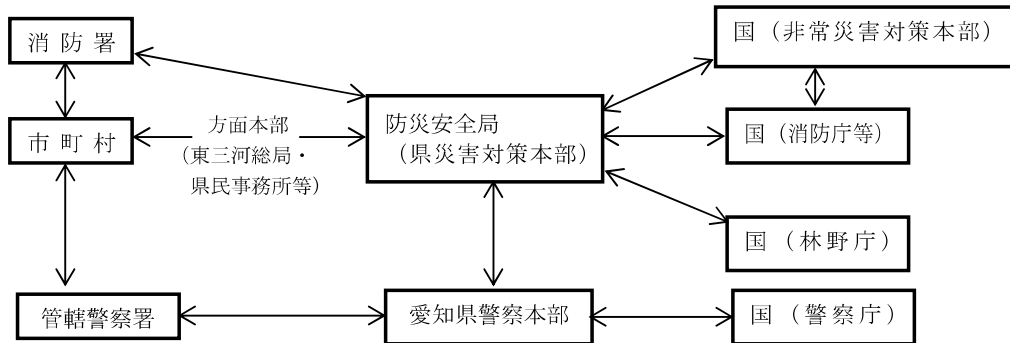 消防署
国（非常災害対策本部）
市町村
方面本部
（東三河総局・
県民事務所等）
防災安全局
（県災害対策本部）
国（消防庁等）
国（林野庁）
管轄警察署
愛知県警察本部
国（警察庁）